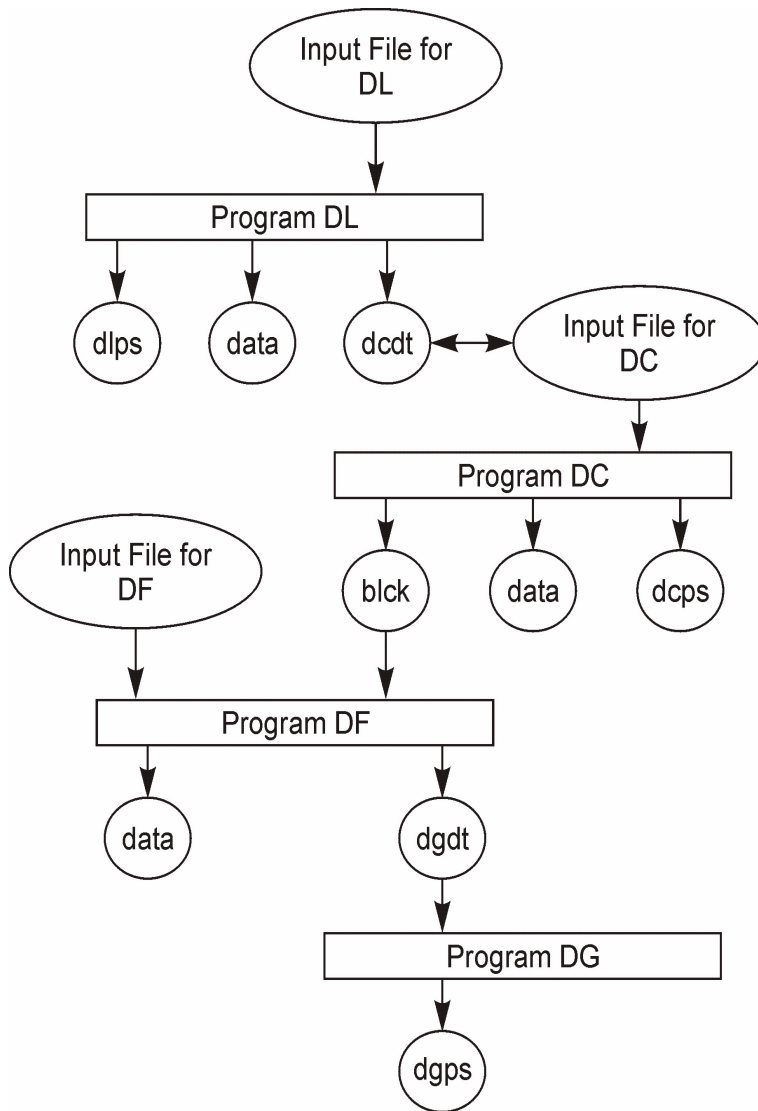 Input File for
DL
Program DL
dlps
data
dcdt
Input File for
DC
Program DC
Input File for
DF
blck
data
dcps
Program DF
data
dgdt
Program DG
dgps